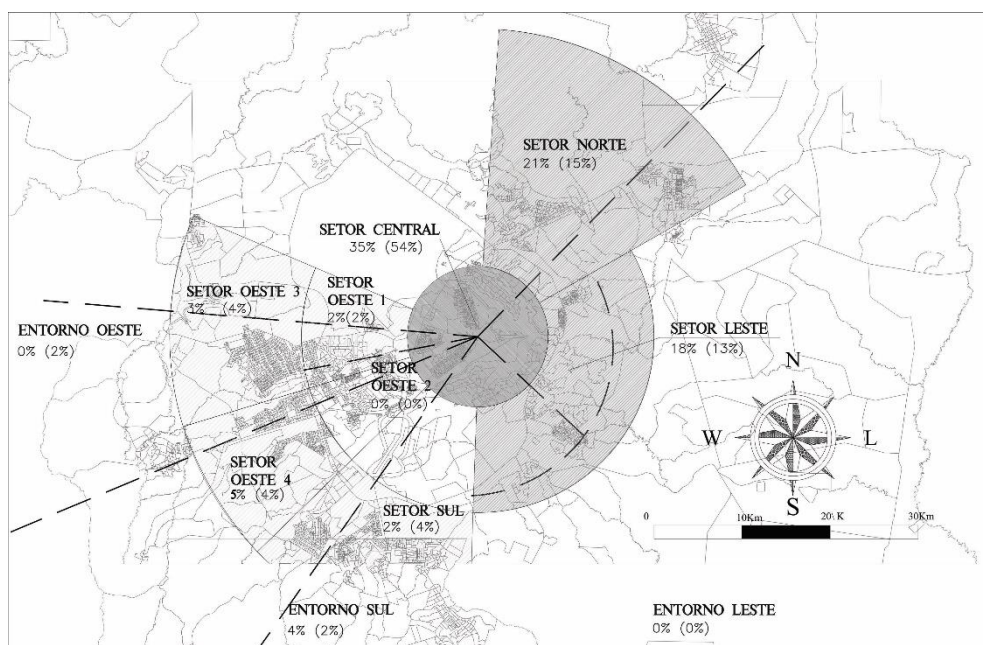 SETOR NORTE
21% (15%)
SETOR CENTRAL
35% (54%)
SETOR OESTE 3
3% (4%)
SETOR
OESTE 1
2%(2%)
ENTORNO OESTE
0% (2%)
SETOR LESTE
18% (13%)
SETOR
OESTE 2
0% (0%)
N
W
L
S
SETOR
OESTE 4
5% (4%)
SETOR SUL
2% (4%)
0
10Km
20\ K
30Km
ENTORNO SUL
4% (2%)
ENTORNO LESTE
0% (0%)